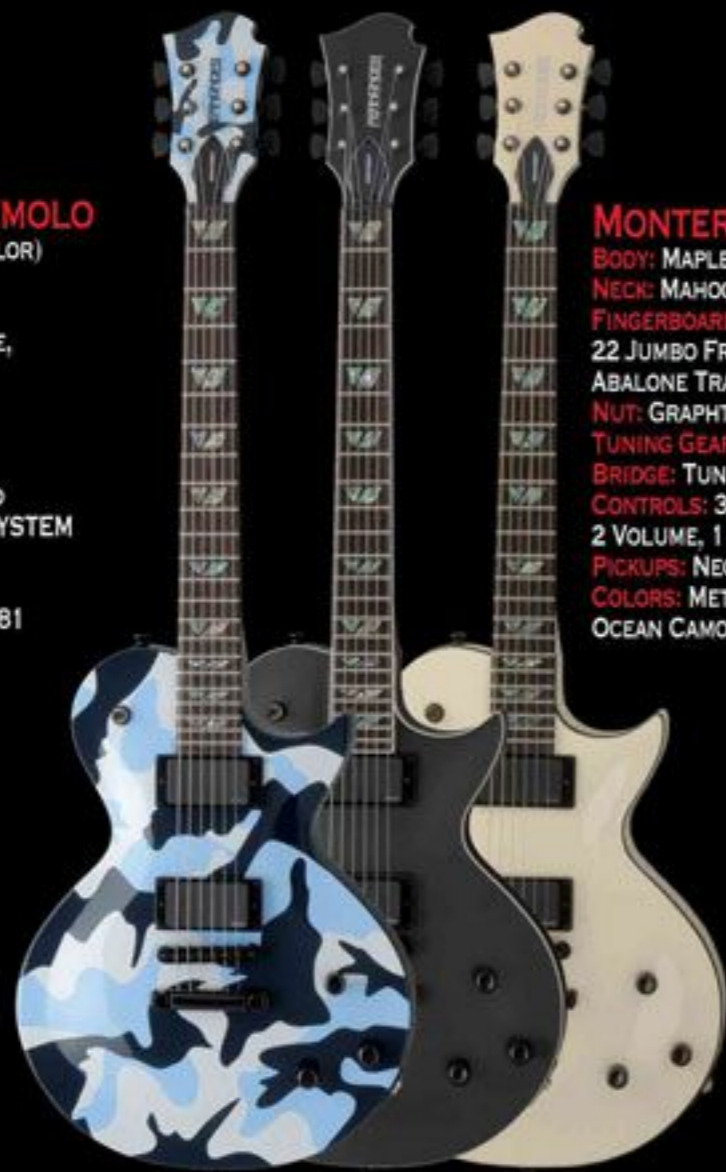 MOLO
LOR)
E,
YSTEM
81
MONTER
BODY: MAPLE
NECK: MAHOG
FINGERBOARD
22 JUMBO FR
ABALONE TRA
NUT: GRAPHT
TUNING GEAR
BRIDGE: TUN
CONTROLS: 3
2 VOLUME, 1
PICKUPS: NEC
COLORS: MET
OCEAN CAMO